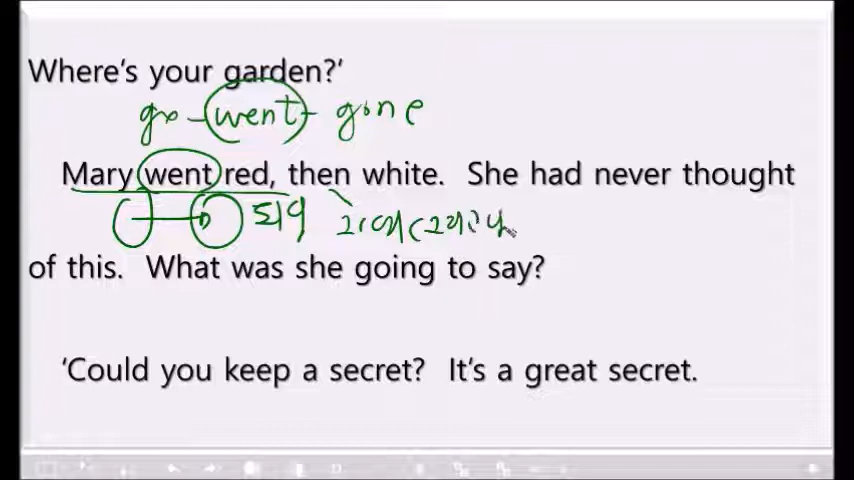 Where's your garden?'
go - went - gone
Mary went red, then white. She had never thought
되어
of this. What was she going to say?
'Could you keep a secret? It's a great secret.